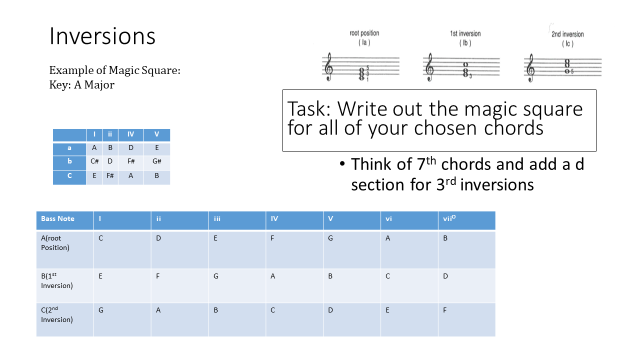 Inversions
Example of Magic Square:
Key: A Major
root position
( Ia )
1st inversion
( Ib )
2nd inversion
( Ic )
Task: Write out the magic square
for all of your chosen chords
• Think of 7th chords and add a d
section for 3rd inversions
I ii IV V
a A B D E
b C# D F# G#
C E F# A B
Bass Note I ii iii IV V vi viiO
A(root
Position) C D E F G A B
B(1st
Inversion) E F G A B C D
C(2nd
Inversion) G A B C D E F